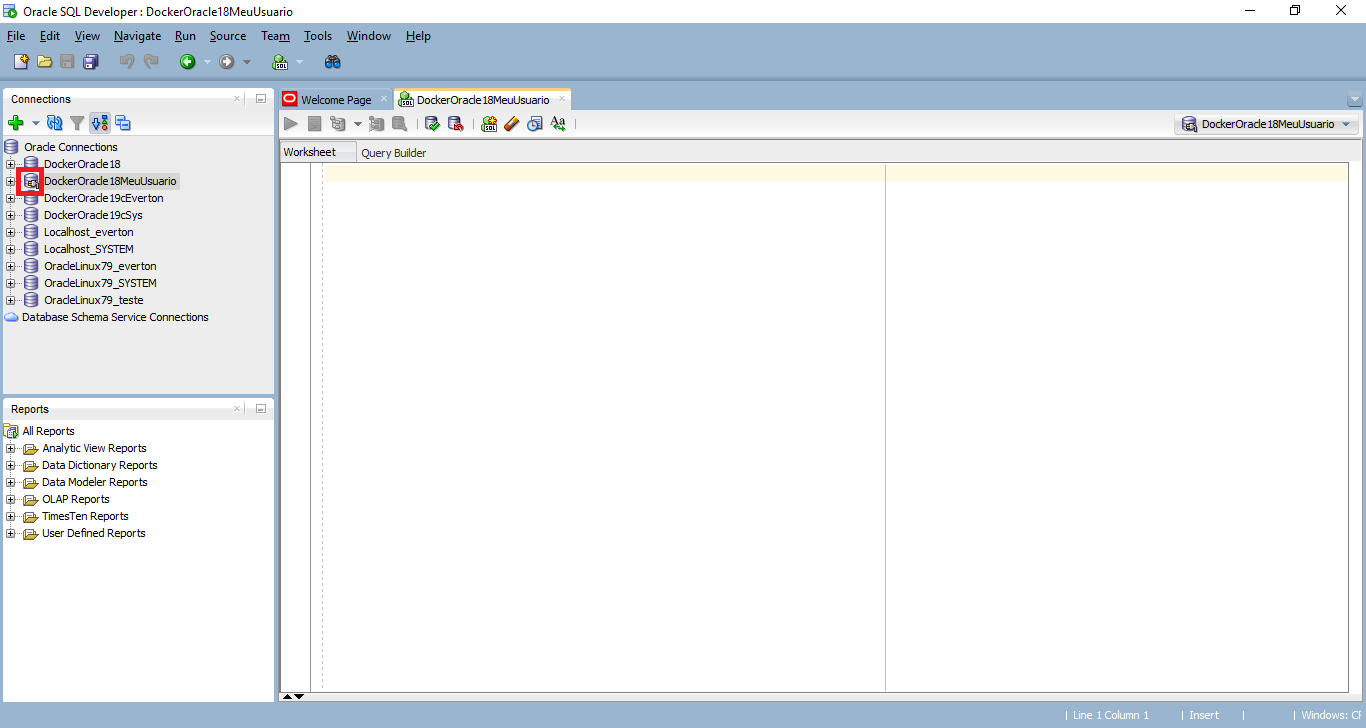 Oracle SQL Developer : DockerOracle18MeuUsuario
File Edit View Navigate Run Source Team Tools Window Help
Connections
Oracle Connections
DockerOracle18
DockerOracle18MeuUsuario
DockerOracle19cEverton
DockerOracle19cSys
Localhost_everton
Localhost_SYSTEM
OracleLinux79_everton
OracleLinux79_SYSTEM
OracleLinux79_teste
Database Schema Service Connections
Reports
All Reports
Analytic View Reports
Data Dictionary Reports
Data Modeler Reports
OLAP Reports
TimesTen Reports
User Defined Reports
Welcome Page
DockerOracle18MeuUsuario
SQL Aa
DockerOracle18MeuUsuario
Worksheet Query Builder
Line 1 Column 1 | Insert | | Windows: CR